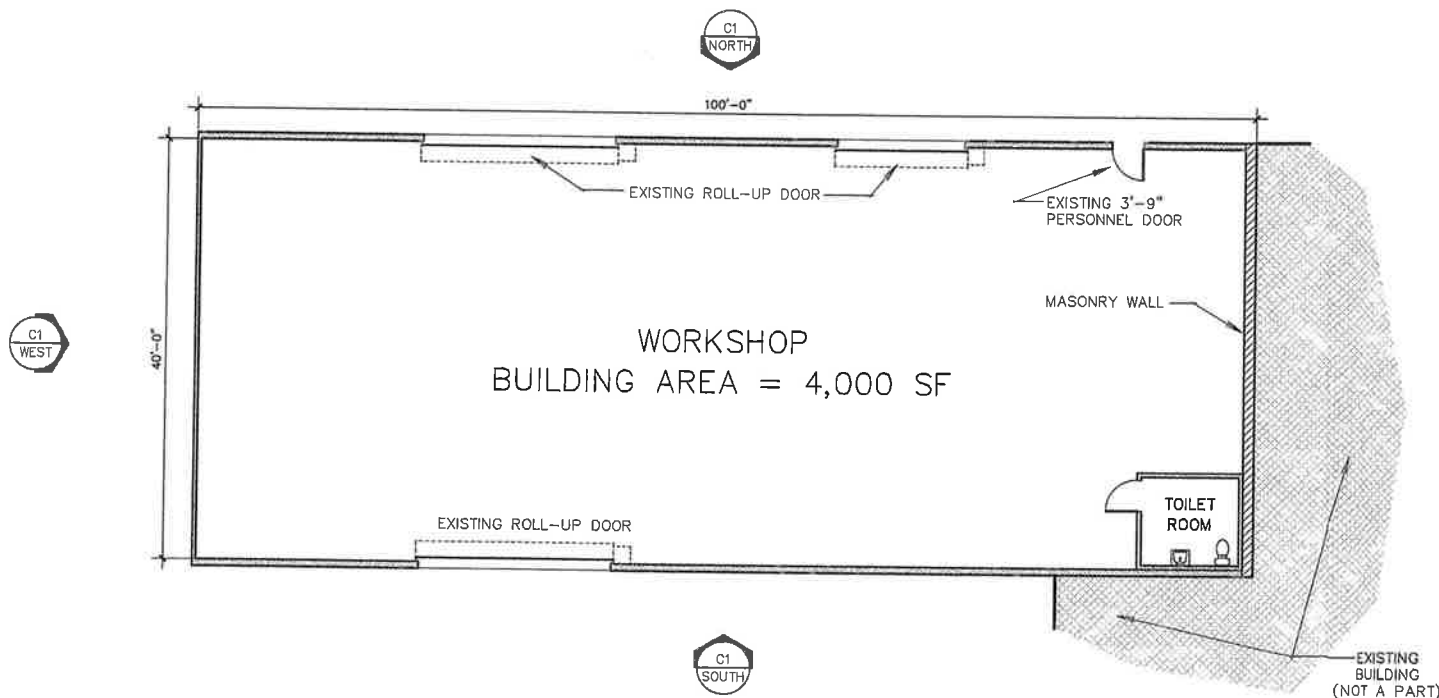 C1
NORTH
100'-0"
EXISTING ROLL-UP DOOR
EXISTING 3'-9"
PERSONNEL DOOR
MASONRY WALL
C1
WEST
40'-0"
WORKSHOP
BUILDING AREA = 4,000 SF
TOILET
ROOM
EXISTING ROLL-UP DOOR
C1
SOUTH
EXISTING
BUILDING
(NOT A PART)